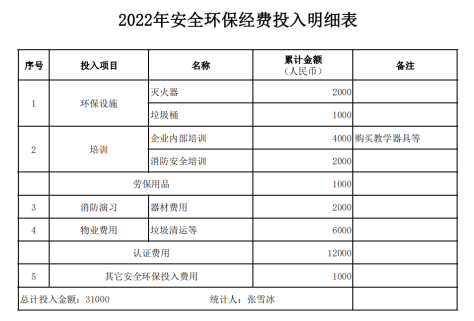 2022年安全环保经费投入明细表
序号 投入项目 名称 累计金额（人民币） 备注
1 环保设施 灭火器 2000
垃圾桶 1000
2 培训 企业内部培训 4000 购买教学器具等
消防安全培训 2000
劳保用品 1000
3 消防演习 器材费用 2000
4 物业费用 垃圾清运等 6000
认证费用 12000
5 其它安全环保投入费用 1000
总计投入金额：31000 统计人：张雪冰